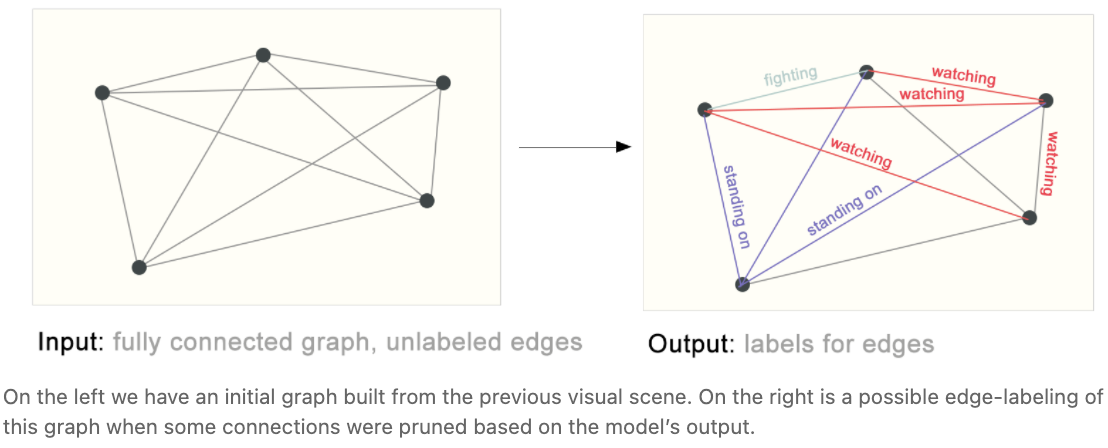 fighting
watching
watching
watching
watching
standing on
standing on
Input: fully connected graph, unlabeled edges
Output: labels for edges
On the left we have an initial graph built from the previous visual scene. On the right is a possible edge-labeling of
this graph when some connections were pruned based on the model’s output.